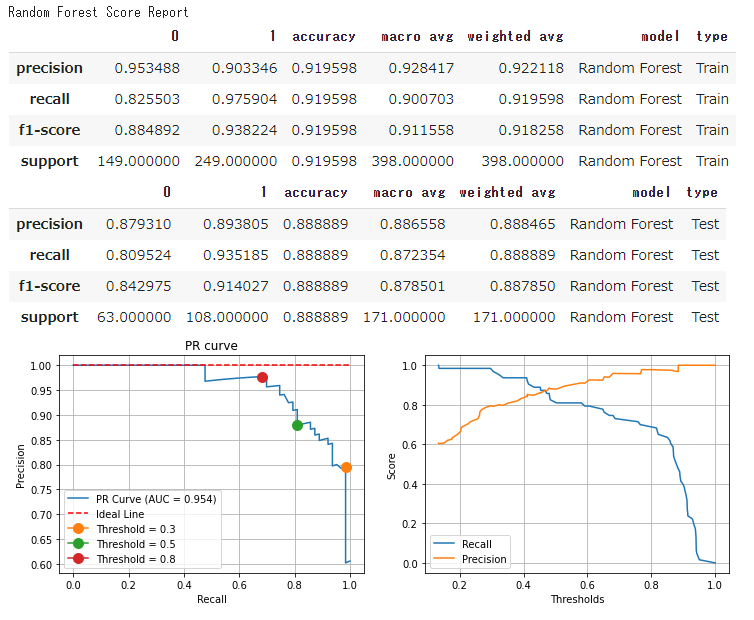 Random Forest Score Report
0 1 accuracy macro avg weighted avg model type
precision 0.953488 0.903346 0.919598 0.928417 0.922118 Random Forest Train
recall 0.825503 0.975904 0.919598 0.900703 0.919598 Random Forest Train
f1-score 0.884892 0.938224 0.919598 0.911558 0.918258 Random Forest Train
support 149.000000 249.000000 0.919598 398.000000 398.000000 Random Forest Train
0 1 accuracy macro avg weighted avg model type
precision 0.879310 0.893805 0.888889 0.886558 0.888465 Random Forest Test
recall 0.809524 0.935185 0.888889 0.872354 0.888889 Random Forest Test
f1-score 0.842975 0.914027 0.888889 0.878501 0.887850 Random Forest Test
support 63.000000 108.000000 0.888889 171.000000 171.000000 Random Forest Test
PR curve
1.00
0.95
0.90
0.85
0.80
0.75
0.70
0.65
0.60
Precision
PR Curve (AUC = 0.954)
Ideal Line
Threshold = 0.3
Threshold = 0.5
Threshold = 0.8
0.0 0.2 0.4 0.6 0.8 1.0
Recall
1.0
0.8
0.6
0.4
0.2
0.0
Score
Recall
Precision
0.2 0.4 0.6 0.8 1.0
Thresholds